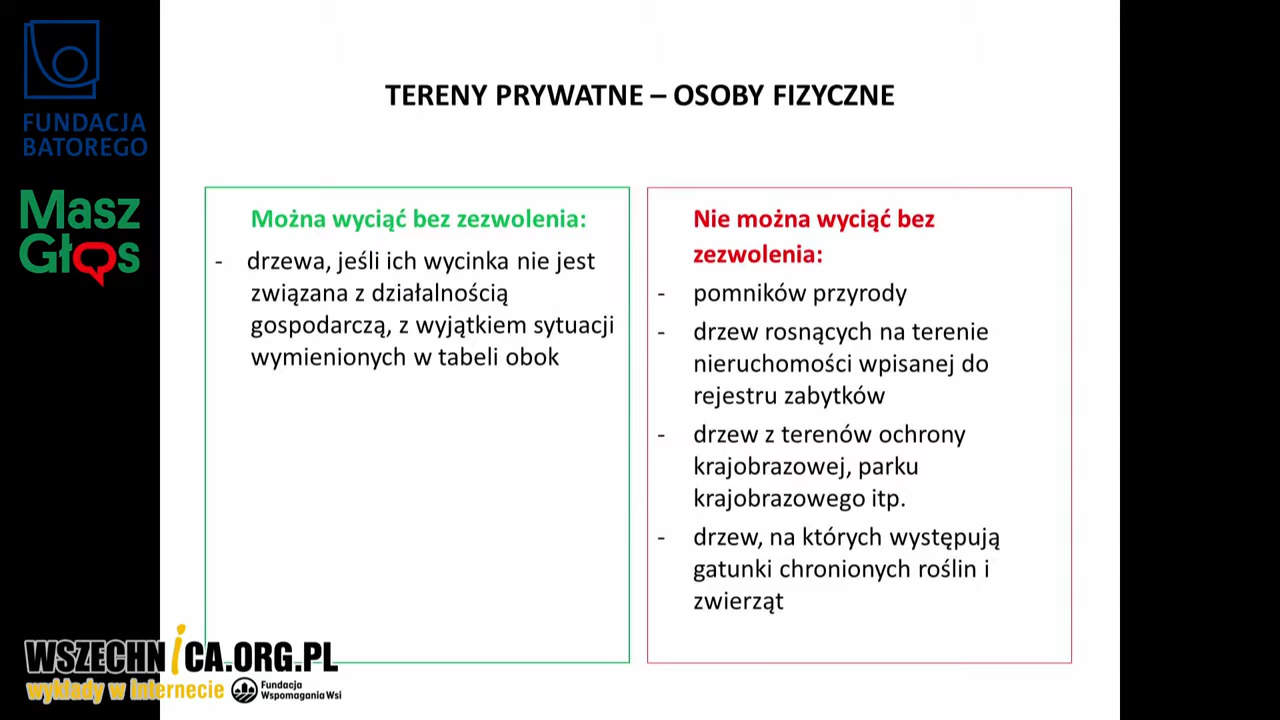 FUNDACJA
BATOREGO
Masz
Głos
TERENY PRYWATNE – OSOBY FIZYCZNE
Można wyciąć bez zezwolenia:
- drzewa, jeśli ich wycinka nie jest
związana z działalnością
gospodarczą, z wyjątkiem sytuacji
wymienionych w tabeli obok
Nie można wyciąć bez
zezwolenia:
- pomników przyrody
- drzew rosnących na terenie
nieruchomości wpisanej do
rejestru zabytków
- drzew z terenów ochrony
krajobrazowej, parku
krajobrazowego itp.
- drzew, na których występują
gatunki chronionych roślin i
zwierząt
WSZECHNiCA.ORG.PL
wykłady w internecie
Fundacja
Wspomagania Wsi